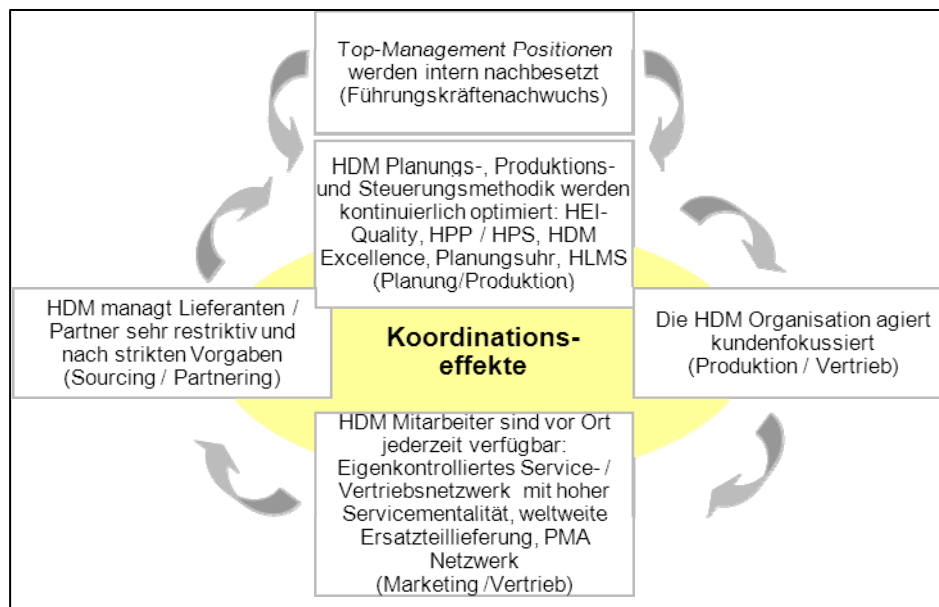 Top-Management Positionen
werden intern nachbesetzt
(Führungskräftenachwuchs)
HDM Planungs-, Produktions-
und Steuerungsmethodik werden
kontinuierlich optimiert: HEI-
Quality, HPP / HPS, HDM
Excellence, Planungsuhr, HLMS
(Planung/Produktion)
HDM managt Lieferanten /
Partner sehr restriktiv und
nach strikten Vorgaben
(Sourcing / Partnering)
Koordinations-
effekte
Die HDM Organisation agiert
kundenfokussiert
(Produktion / Vertrieb)
HDM Mitarbeiter sind vor Ort
jederzeit verfügbar:
Eigenkontrolliertes Service- /
Vertriebsnetzwerk mit hoher
Servicementalität, weltweite
Ersatzteillieferung, PMA
Netzwerk
(Marketing /Vertrieb)